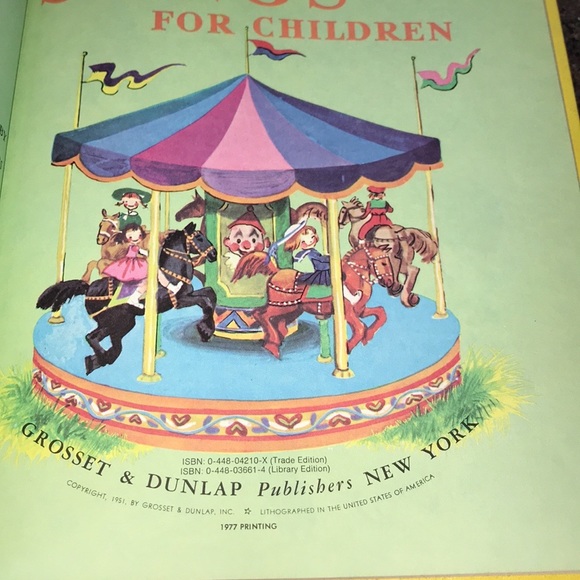 FOR CHILDREN
ISBN: 0-448-04210-X (Trade Edition)
ISBN: 0-448-03661-4 (Library Edition)
GROSSET & DUNLAP Publishers NEW YORK
COPYRIGHT, 1951, BY GROSSET & DUNLAP, INC. ☆ LITHOGRAPHED IN THE UNITED STATES OF AMERICA
1977 PRINTING